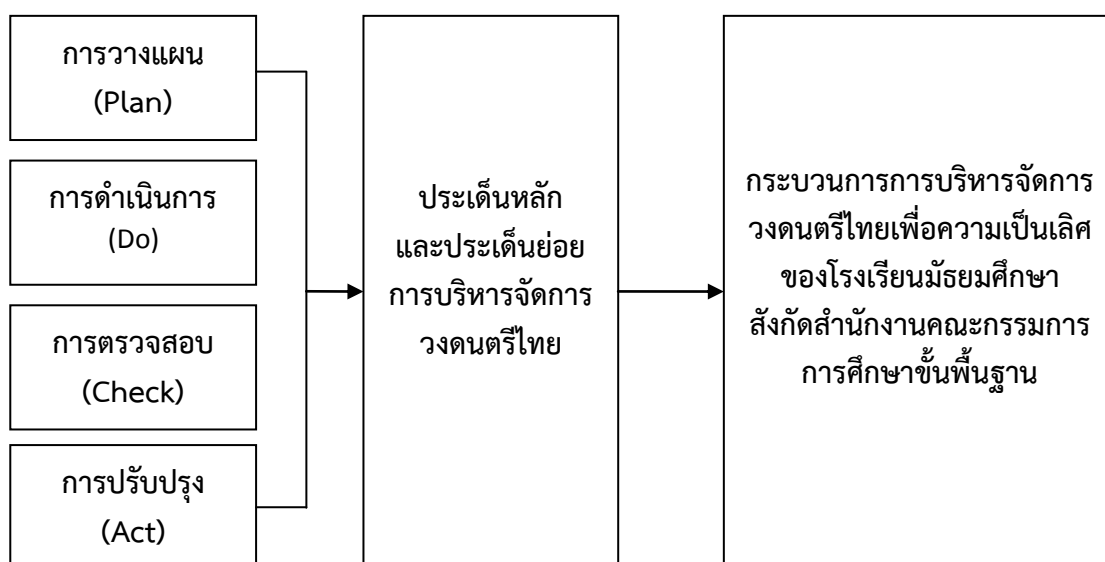 การวางแผน
(Plan)
การดำเนินการ
(Do)
การตรวจสอบ
(Check)
การปรับปรุง
(Act)
ประเด็นหลัก
และประเด็นย่อย
การบริหารจัดการ
วงดนตรีไทย
กระบวนการการบริหารจัดการ
วงดนตรีไทยเพื่อความเป็นเลิศ
ของโรงเรียนมัธยมศึกษา
สังกัดสำนักงานคณะกรรมการ
การศึกษาขั้นพื้นฐาน